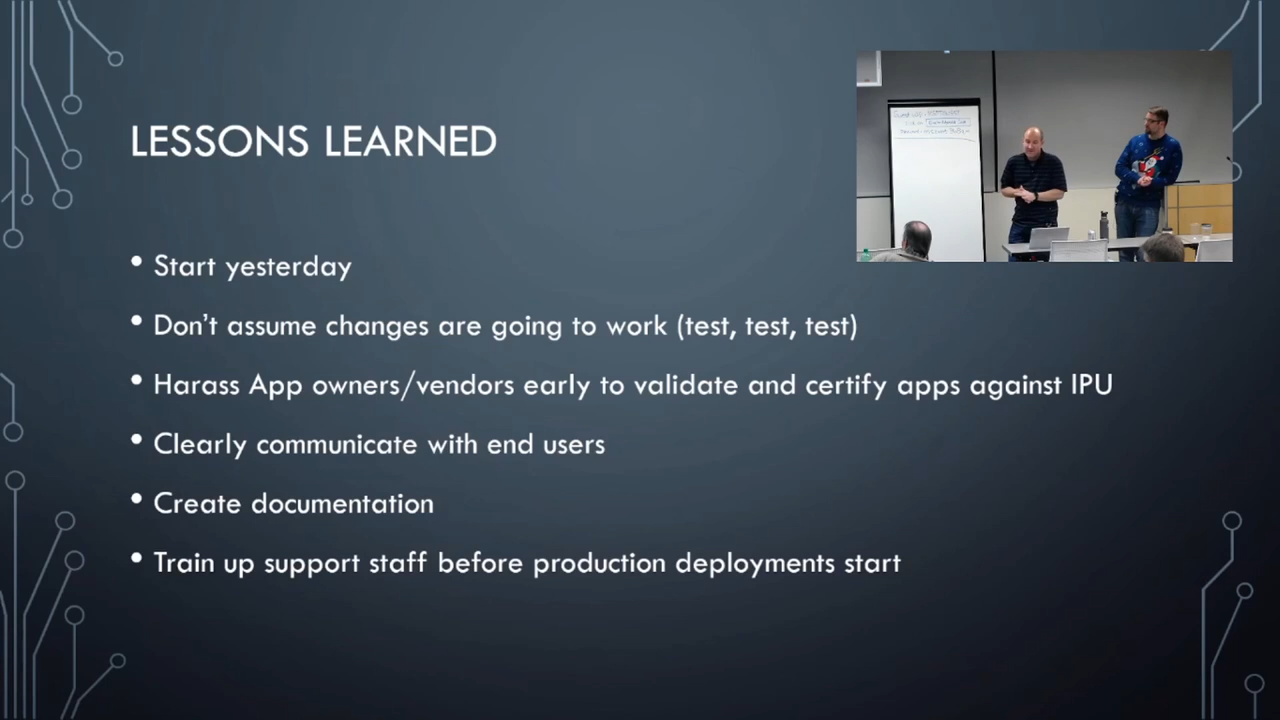 LESSONS LEARNED
• Start yesterday
• Don’t assume changes are going to work (test, test, test)
• Harass App owners/vendors early to validate and certify apps against IPU
• Clearly communicate with end users
• Create documentation
• Train up support staff before production deployments start